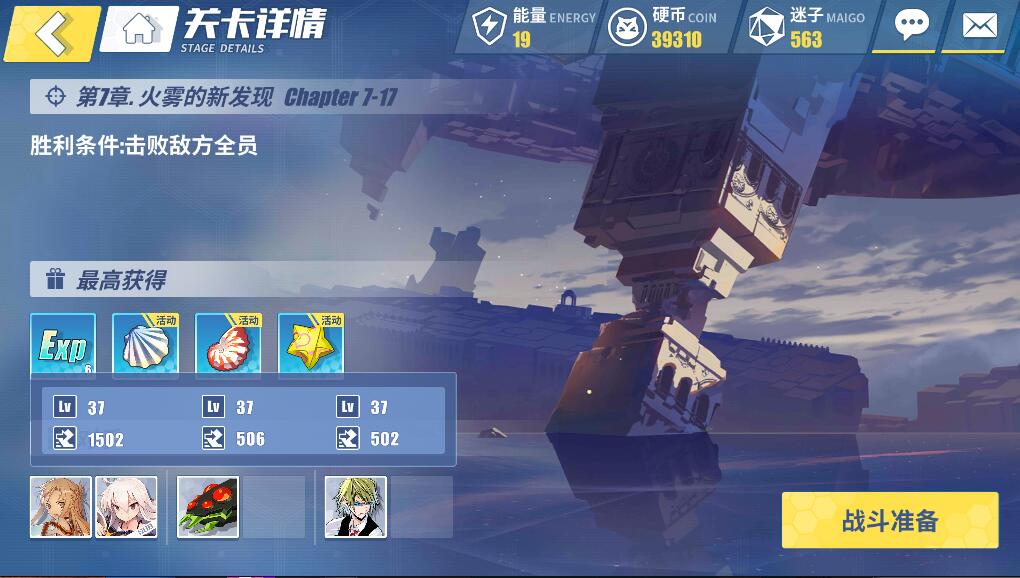 关卡详情
STAGE DETAILS
能量 ENERGY
19
硬币 COIN
39310
迷子 MAIGO
563
第7章. 火雾的新发现 Chapter 7-17
胜利条件:击败敌方全员
最高获得
Exp
6
活动
活动
活动
Lv 37
Lv 37
Lv 37
1502
506
502
战斗准备